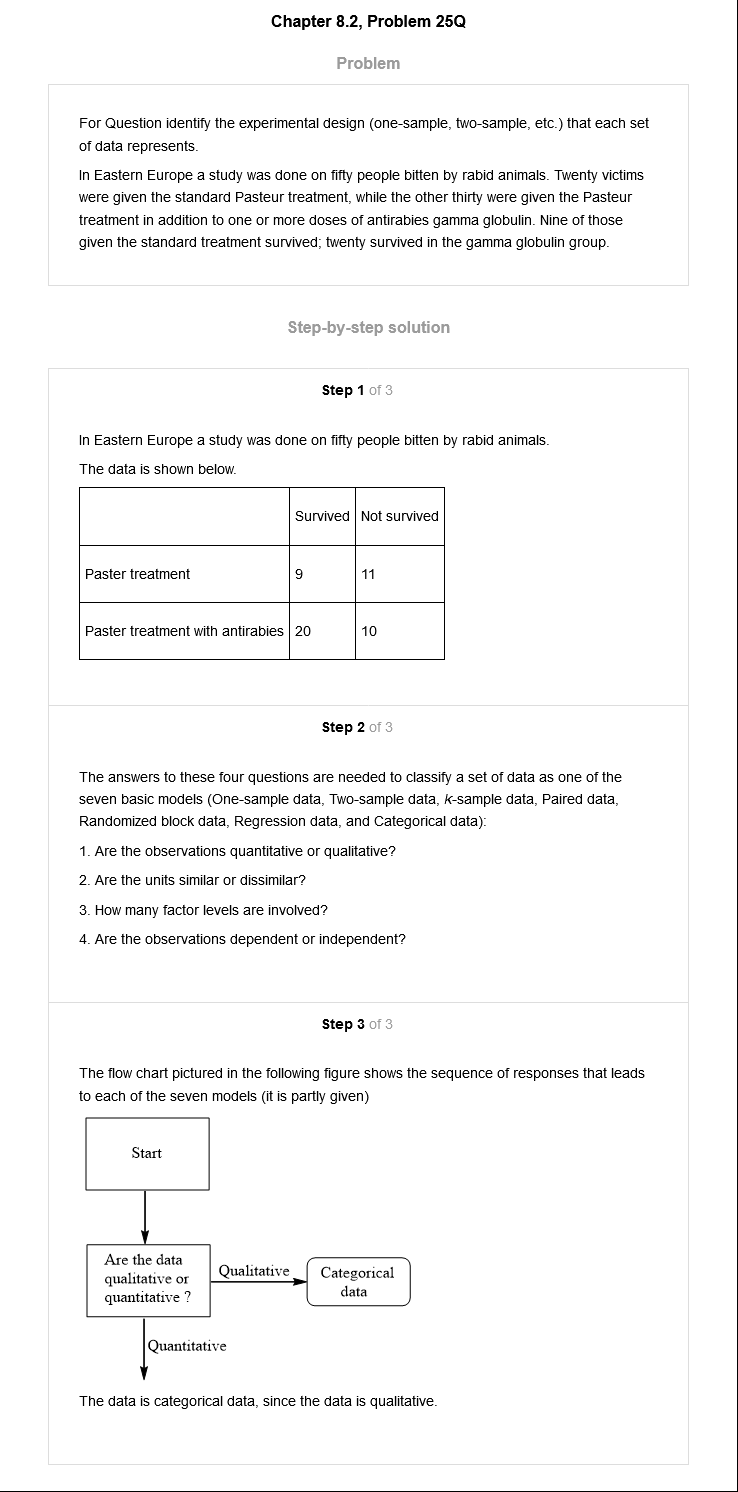 Chapter 8.2, Problem 25Q
Problem
For Question identify the experimental design (one-sample, two-sample, etc.) that each set
of data represents.
In Eastern Europe a study was done on fifty people bitten by rabid animals. Twenty victims
were given the standard Pasteur treatment, while the other thirty were given the Pasteur
treatment in addition to one or more doses of antirabies gamma globulin. Nine of those
given the standard treatment survived; twenty survived in the gamma globulin group.
Step-by-step solution
Step 1 of 3
In Eastern Europe a study was done on fifty people bitten by rabid animals.
The data is shown below.
Survived Not survived
Paster treatment 9 11
Paster treatment with antirabies 20 10
Step 2 of 3
The answers to these four questions are needed to classify a set of data as one of the
seven basic models (One-sample data, Two-sample data, k-sample data, Paired data,
Randomized block data, Regression data, and Categorical data):
1. Are the observations quantitative or qualitative?
2. Are the units similar or dissimilar?
3. How many factor levels are involved?
4. Are the observations dependent or independent?
Step 3 of 3
The flow chart pictured in the following figure shows the sequence of responses that leads
to each of the seven models (it is partly given)
Start
Are the data
qualitative or
quantitative ?
Qualitative
Categorical
data
Quantitative
The data is categorical data, since the data is qualitative.